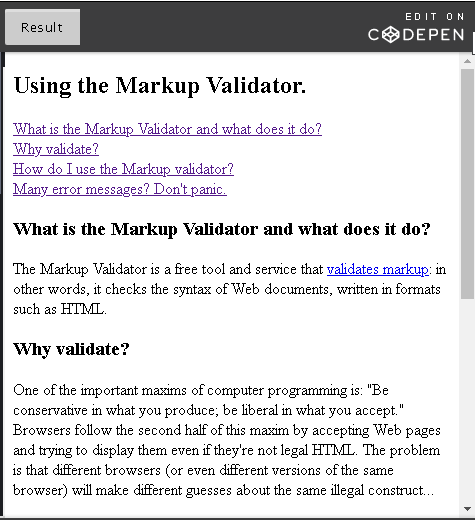 Result
EDIT ON
CODEPEN
Using the Markup Validator.
What is the Markup Validator and what does it do?
Why validate?
How do I use the Markup validator?
Many error messages? Don't panic.
What is the Markup Validator and what does it do?
The Markup Validator is a free tool and service that validates markup: in
other words, it checks the syntax of Web documents, written in formats
such as HTML.
Why validate?
One of the important maxims of computer programming is: "Be
conservative in what you produce; be liberal in what you accept."
Browsers follow the second half of this maxim by accepting Web pages
and trying to display them even if they're not legal HTML. The problem
is that different browsers (or even different versions of the same
browser) will make different guesses about the same illegal construct...